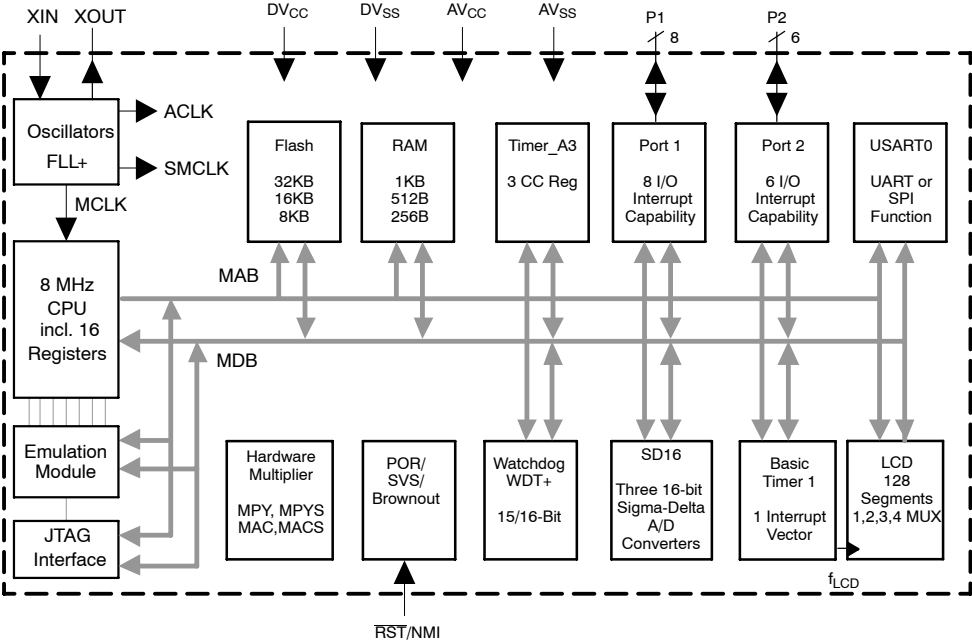 XIN XOUT DVCC DVSS AVCC AVSS P1 P2
8 6
ACLK
Oscillators
FLL+
SMCLK
MCLK
Flash
32KB
16KB
8KB
RAM
1KB
512B
256B
Timer_A3
3 CC Reg
Port 1
8 I/O
Interrupt
Capability
Port 2
6 I/O
Interrupt
Capability
USART0
UART or
SPI
Function
8 MHz
CPU
incl. 16
Registers
MAB
MDB
Emulation
Module
JTAG
Interface
Hardware
Multiplier
MPY, MPYS
MAC,MACS
POR/
SVS/
Brownout
Watchdog
WDT+
15/16-Bit
SD16
Three 16-bit
Sigma-Delta
A/D
Converters
Basic
Timer 1
1 Interrupt
Vector
LCD
128
Segments
1,2,3,4 MUX
fLCD
RST/NMI